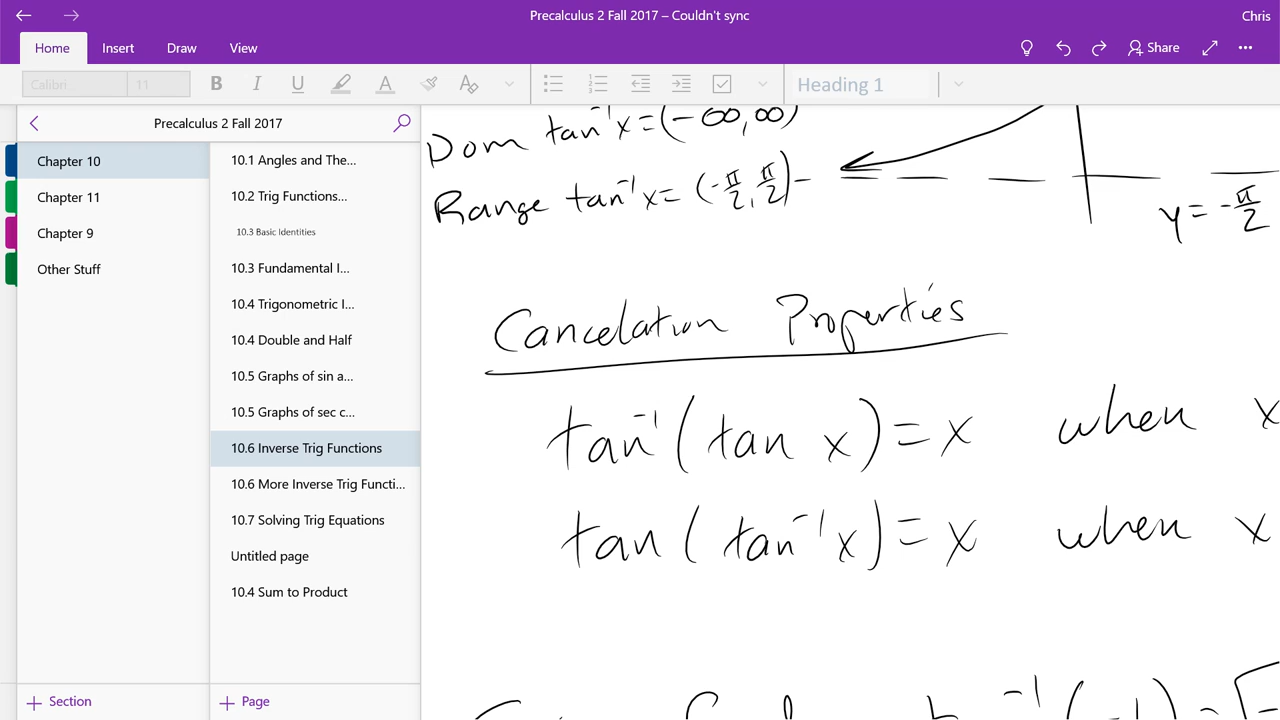 Precalculus 2 Fall 2017 – Couldn't sync
Chris
Home Insert Draw View
Share
Calibri 11
B I U A
Heading 1
Precalculus 2 Fall 2017
Chapter 10
Chapter 11
Chapter 9
Other Stuff
10.1 Angles and The...
10.2 Trig Functions...
10.3 Basic Identities
10.3 Fundamental I...
10.4 Trigonometric I...
10.4 Double and Half
10.5 Graphs of sin a...
10.5 Graphs of sec c...
10.6 Inverse Trig Functions
10.6 More Inverse Trig Functi...
10.7 Solving Trig Equations
Untitled page
10.4 Sum to Product
+ Section
+ Page
Dom tan⁻¹x = (-∞, ∞)
Range tan⁻¹x = (-π/2, π/2)
y = -π/2
Cancelation Properties
tan⁻¹(tan x) = x when x
tan(tan⁻¹x) = x when x